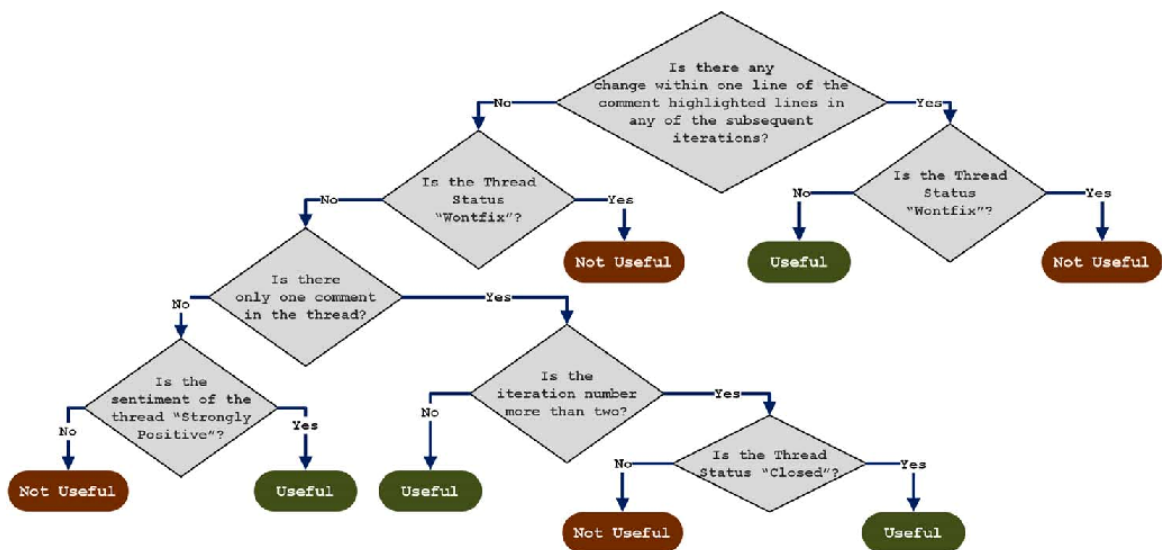 Is there any
change within one line of the
comment highlighted lines in
any of the subsequent
iterations?
No
Yes
Is the Thread
Status
"Wontfix"?
No
Yes
Not Useful
Is the Thread
Status
"Wontfix"?
No
Yes
Useful
Not Useful
Is there
only one comment
in the thread?
No
Yes
Is the
sentiment of the
thread "Strongly
Positive"?
No
Yes
Not Useful
Useful
Is the
iteration number
more than two?
No
Yes
Useful
Is the Thread
Status "Closed"?
No
Yes
Not Useful
Useful